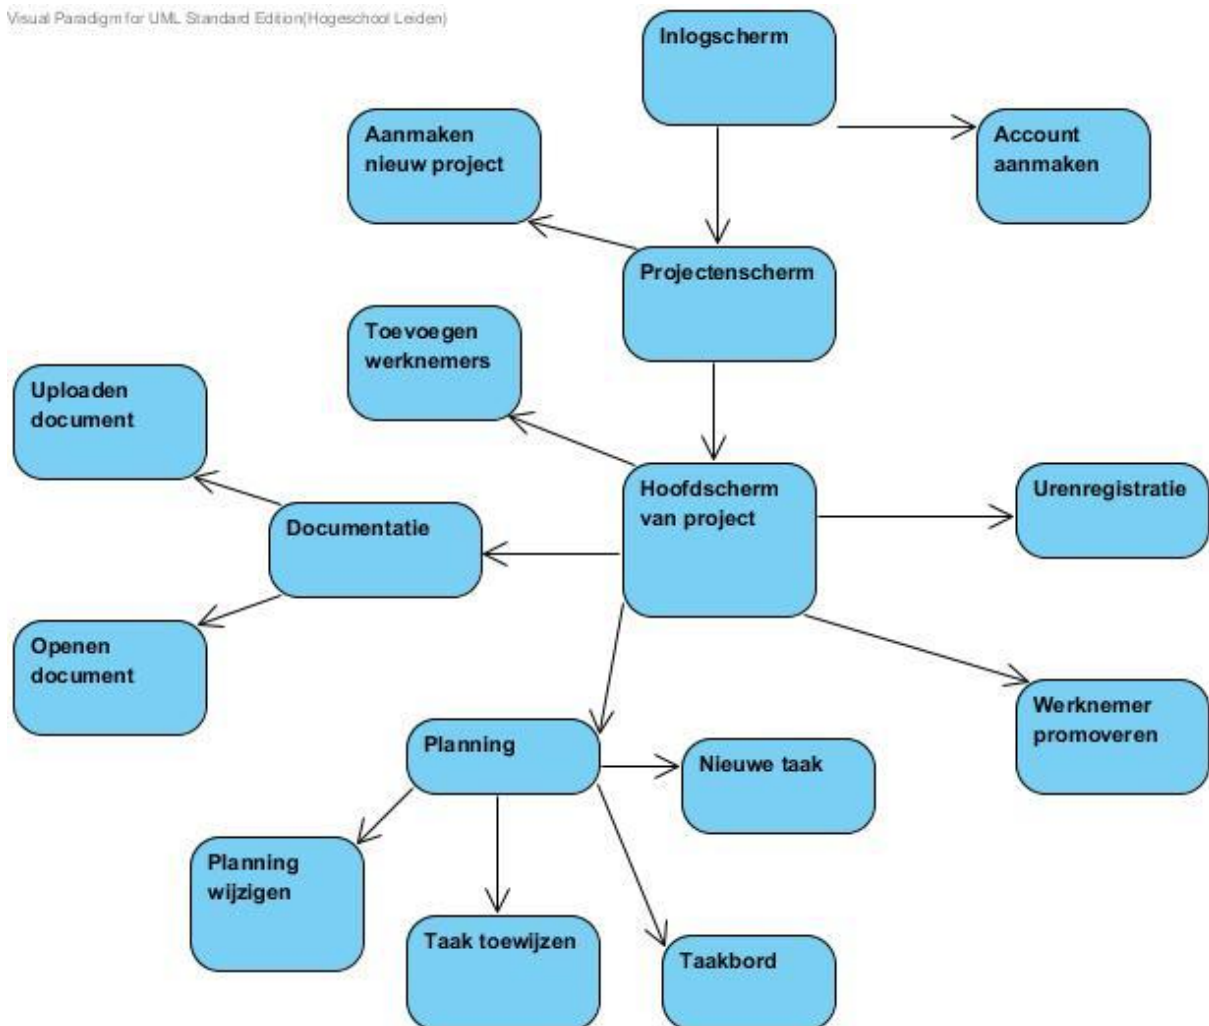 Visual Paradigm for UML Standard Edition(Hogeschool Leiden)
Inlogscherm
Aanmaken
nieuw project
Account
aanmaken
Projectenscherm
Toevoegen
werknemers
Uploaden
document
Hoofdscherm
van project
Urenregistratie
Documentatie
Openen
document
Werknemer
promoveren
Planning
Nieuwe taak
Planning
wijzigen
Taak toewijzen
Taakbord